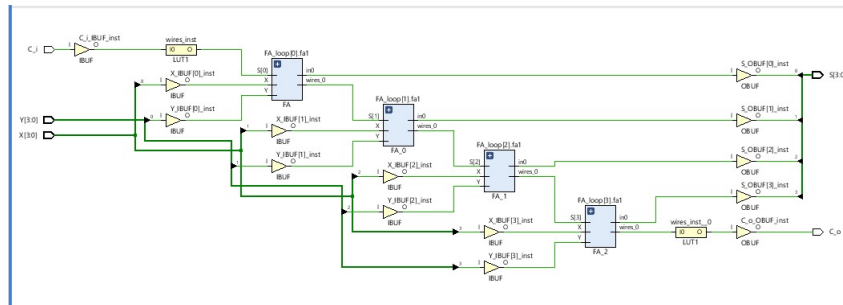 C_i
C_i_IBUF_inst
I O
IBUF
wires_inst
I0 O
LUT1
FA_loop[0].fa1
S[0] in0
X wires_0
Y
FA
X_IBUF[0]_inst
I O
IBUF
Y_IBUF[0]_inst
I O
IBUF
Y[3:0]
X[3:0]
FA_loop[1].fa1
S[1] in0
X wires_0
Y
FA_0
X_IBUF[1]_inst
I O
IBUF
Y_IBUF[1]_inst
I O
IBUF
FA_loop[2].fa1
S[2] in0
X wires_0
Y
FA_1
X_IBUF[2]_inst
I O
IBUF
Y_IBUF[2]_inst
I O
IBUF
FA_loop[3].fa1
S[3] in0
X wires_0
Y
FA_2
X_IBUF[3]_inst
I O
IBUF
Y_IBUF[3]_inst
I O
IBUF
wires_inst__0
I0 O
LUT1
S_OBUF[0]_inst
I O
OBUF
S_OBUF[1]_inst
I O
OBUF
S_OBUF[2]_inst
I O
OBUF
S_OBUF[3]_inst
I O
OBUF
C_o_OBUF_inst
I O
OBUF
S[3:0
C_o